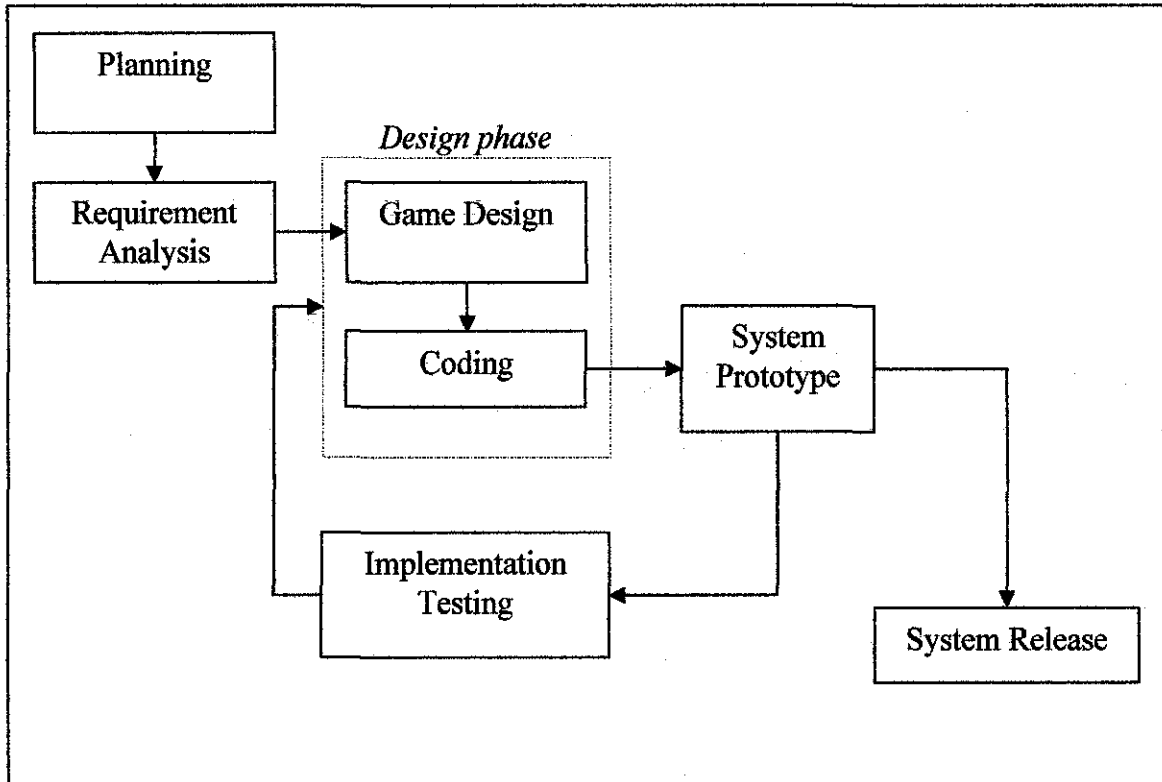 Planning
Design phase
Requirement
Analysis
Game Design
Coding
System
Prototype
Implementation
Testing
System Release